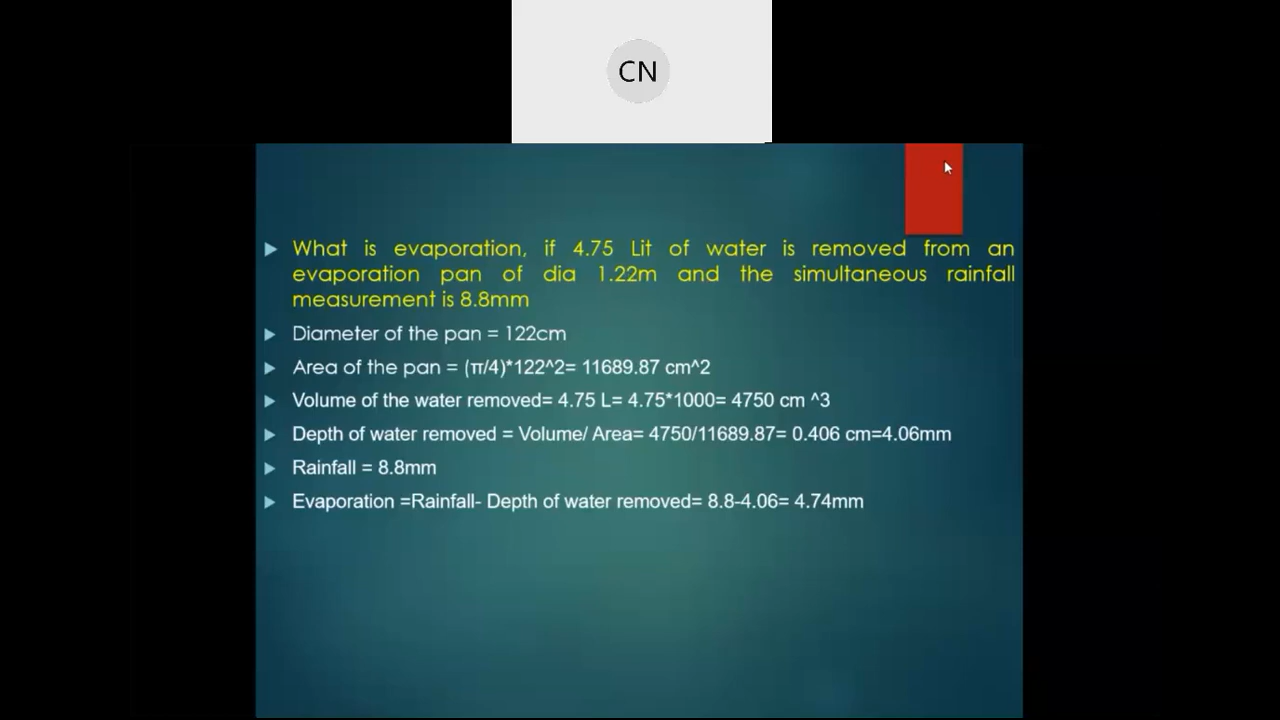 CN
What is evaporation, if 4.75 Lit of water is removed from an
evaporation pan of dia 1.22m and the simultaneous rainfall
measurement is 8.8mm
Diameter of the pan = 122cm
Area of the pan = (π/4)*122^2= 11689.87 cm^2
Volume of the water removed= 4.75 L= 4.75*1000= 4750 cm ^3
Depth of water removed = Volume/ Area= 4750/11689.87= 0.406 cm=4.06mm
Rainfall = 8.8mm
Evaporation =Rainfall- Depth of water removed= 8.8-4.06= 4.74mm